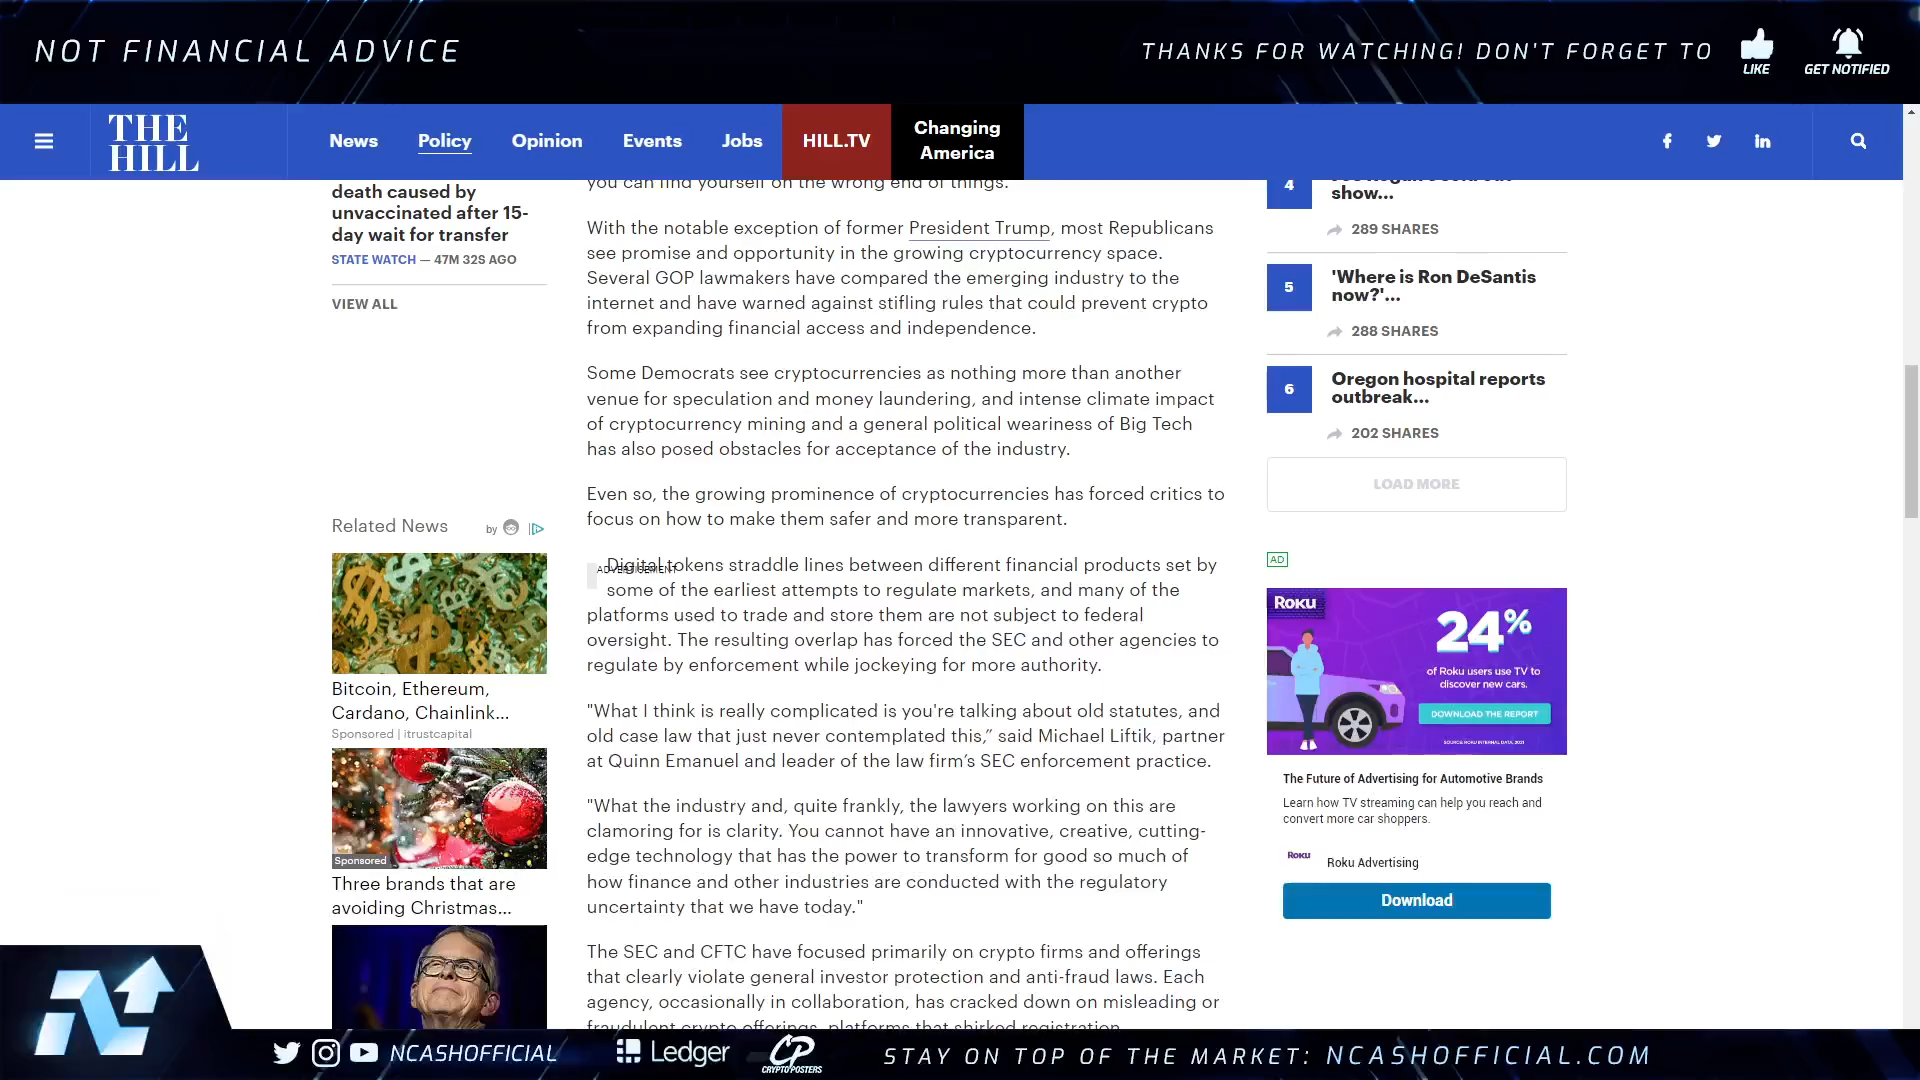 NOT FINANCIAL ADVICE
THANKS FOR WATCHING! DON'T FORGET TO
LIKE
GET NOTIFIED
THE
HILL
News
Policy
Opinion
Events
Jobs
HILL.TV
Changing
America
death caused by
unvaccinated after 15-
day wait for transfer
STATE WATCH — 47M 32S AGO
VIEW ALL
Related News
by
Bitcoin, Ethereum,
Cardano, Chainlink...
Sponsored | itrustcapital
Sponsored
Three brands that are
avoiding Christmas...
you can find yourself on the wrong end of things.
With the notable exception of former President Trump, most Republicans
see promise and opportunity in the growing cryptocurrency space.
Several GOP lawmakers have compared the emerging industry to the
internet and have warned against stifling rules that could prevent crypto
from expanding financial access and independence.
Some Democrats see cryptocurrencies as nothing more than another
venue for speculation and money laundering, and intense climate impact
of cryptocurrency mining and a general political weariness of Big Tech
has also posed obstacles for acceptance of the industry.
Even so, the growing prominence of cryptocurrencies has forced critics to
focus on how to make them safer and more transparent.
ADVERTISEMENT
Digital tokens straddle lines between different financial products set by
some of the earliest attempts to regulate markets, and many of the
platforms used to trade and store them are not subject to federal
oversight. The resulting overlap has forced the SEC and other agencies to
regulate by enforcement while jockeying for more authority.
"What I think is really complicated is you're talking about old statutes, and
old case law that just never contemplated this,” said Michael Liftik, partner
at Quinn Emanuel and leader of the law firm’s SEC enforcement practice.
"What the industry and, quite frankly, the lawyers working on this are
clamoring for is clarity. You cannot have an innovative, creative, cutting-
edge technology that has the power to transform for good so much of
how finance and other industries are conducted with the regulatory
uncertainty that we have today."
The SEC and CFTC have focused primarily on crypto firms and offerings
that clearly violate general investor protection and anti-fraud laws. Each
agency, occasionally in collaboration, has cracked down on misleading or
fraudulent crypto offerings, platforms that shirked registration
4
show...
289 SHARES
5
'Where is Ron DeSantis
now?'...
288 SHARES
6
Oregon hospital reports
outbreak...
202 SHARES
LOAD MORE
AD
Roku
24%
of Roku users use TV to
discover new cars.
DOWNLOAD THE REPORT
SOURCE: ROKU INTERNAL DATA, 2021
The Future of Advertising for Automotive Brands
Learn how TV streaming can help you reach and
convert more car shoppers.
Roku
Roku Advertising
Download
NCASHOFFICIAL
Ledger
CP
CRYPTO POSTERS
STAY ON TOP OF THE MARKET: NCASHOFFICIAL.COM